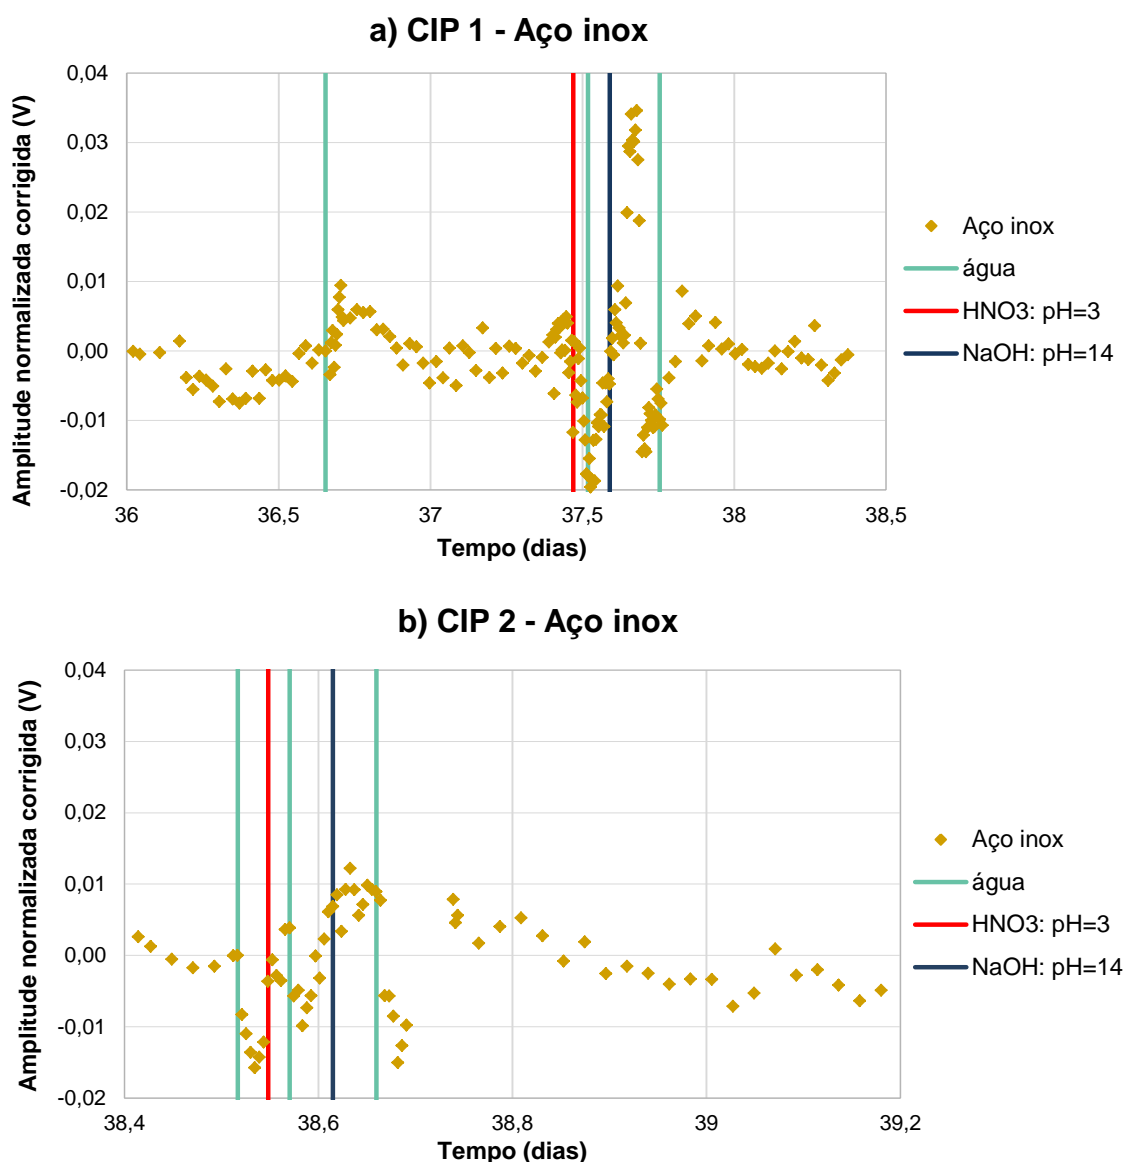 a) CIP 1 - Aço inox
Amplitude normalizada corrigida (V)
0,04
0,03
0,02
0,01
0,00
-0,01
-0,02
36
36,5
37
37,5
38
38,5
Tempo (dias)
Aço inox
água
HNO3: pH=3
NaOH: pH=14
b) CIP 2 - Aço inox
Amplitude normalizada corrigida (V)
0,04
0,03
0,02
0,01
0,00
-0,01
-0,02
38,4
38,6
38,8
39
39,2
Tempo (dias)
Aço inox
água
HNO3: pH=3
NaOH: pH=14